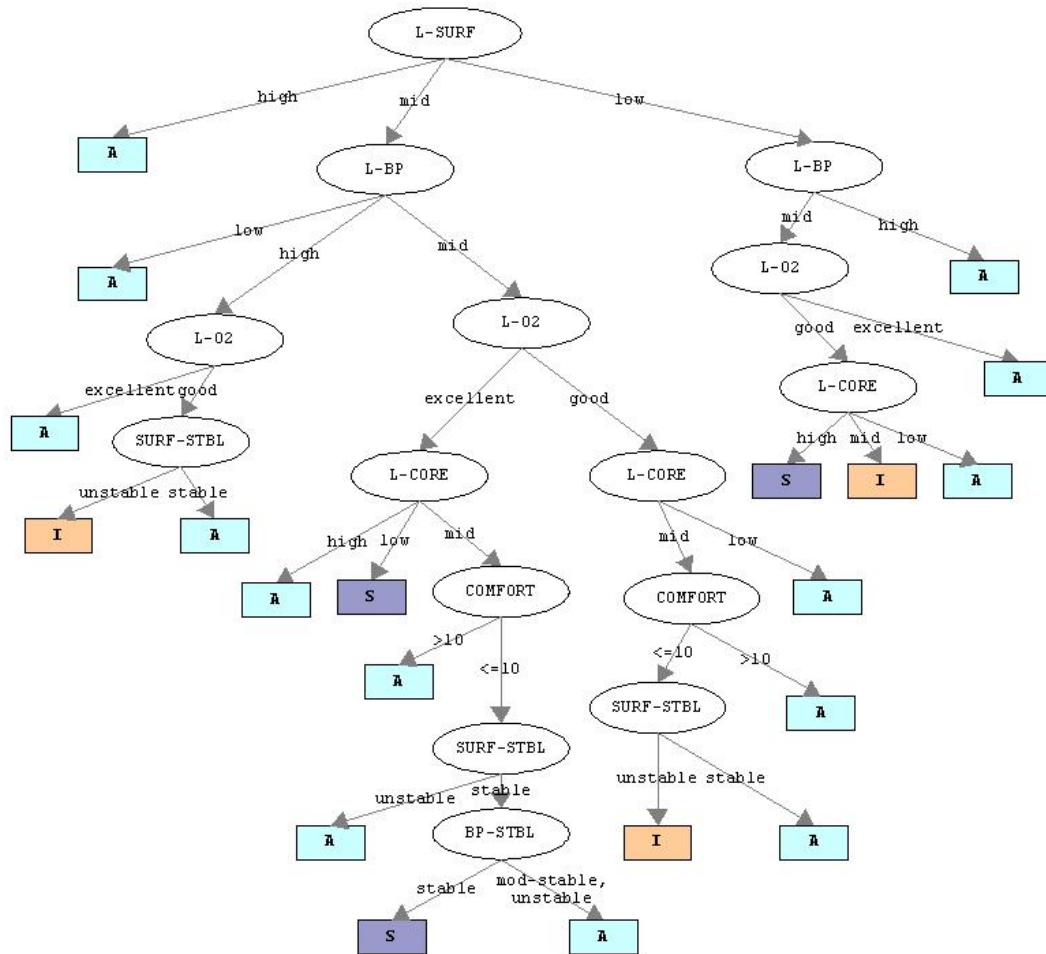 L-SURF
high
mid
low
A
L-BP
L-BP
low
high
mid
mid
high
A
L-O2
A
L-O2
L-O2
good
excellent
excellent
good
excellent
good
L-CORE
A
A
SURF-STBL
high
mid
low
unstable
stable
L-CORE
L-CORE
S
I
A
I
A
high
low
mid
mid
low
A
S
COMFORT
COMFORT
A
>10
<=10
<=10
>10
A
SURF-STBL
A
SURF-STBL
unstable
stable
unstable
stable
A
BP-STBL
I
A
stable
mod-stable,
unstable
S
A